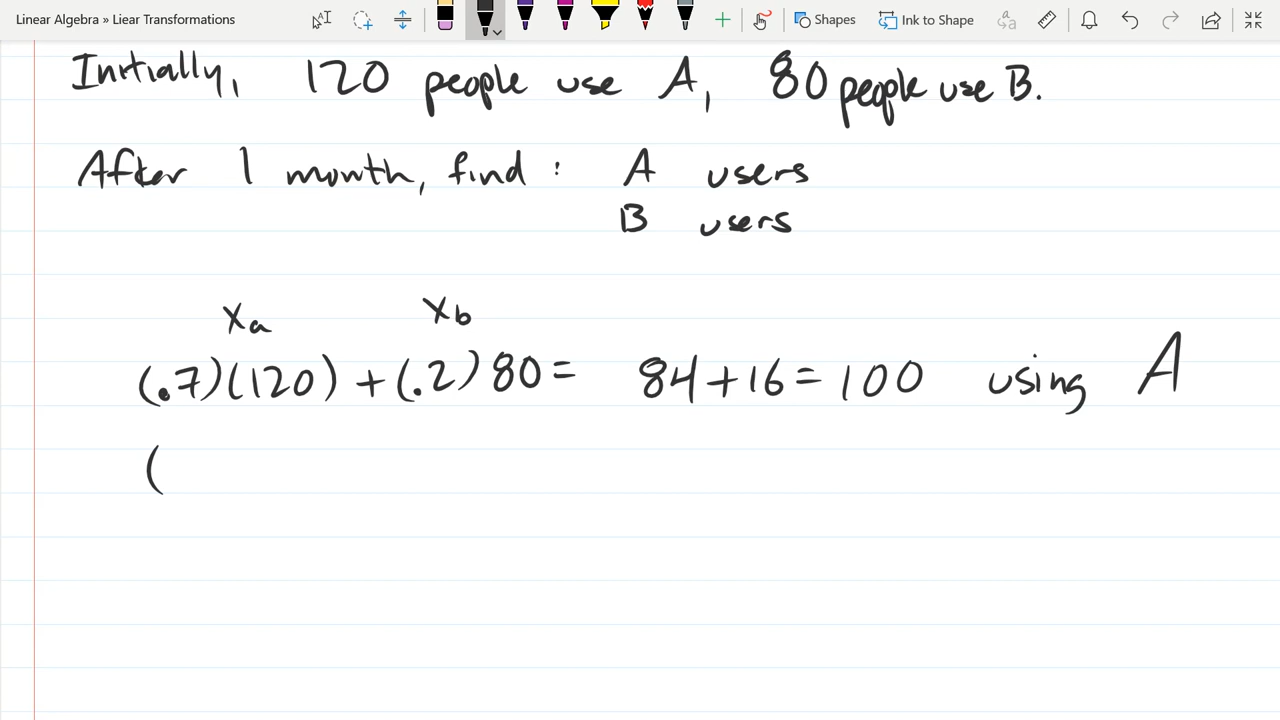 Linear Algebra » Liear Transformations
Shapes
Ink to Shape
Initially, 120 people use A, 80 people use B.
After 1 month, find : A users
B users
xa xb
(.7)(120) + (.2)80 = 84+16=100 using A
(